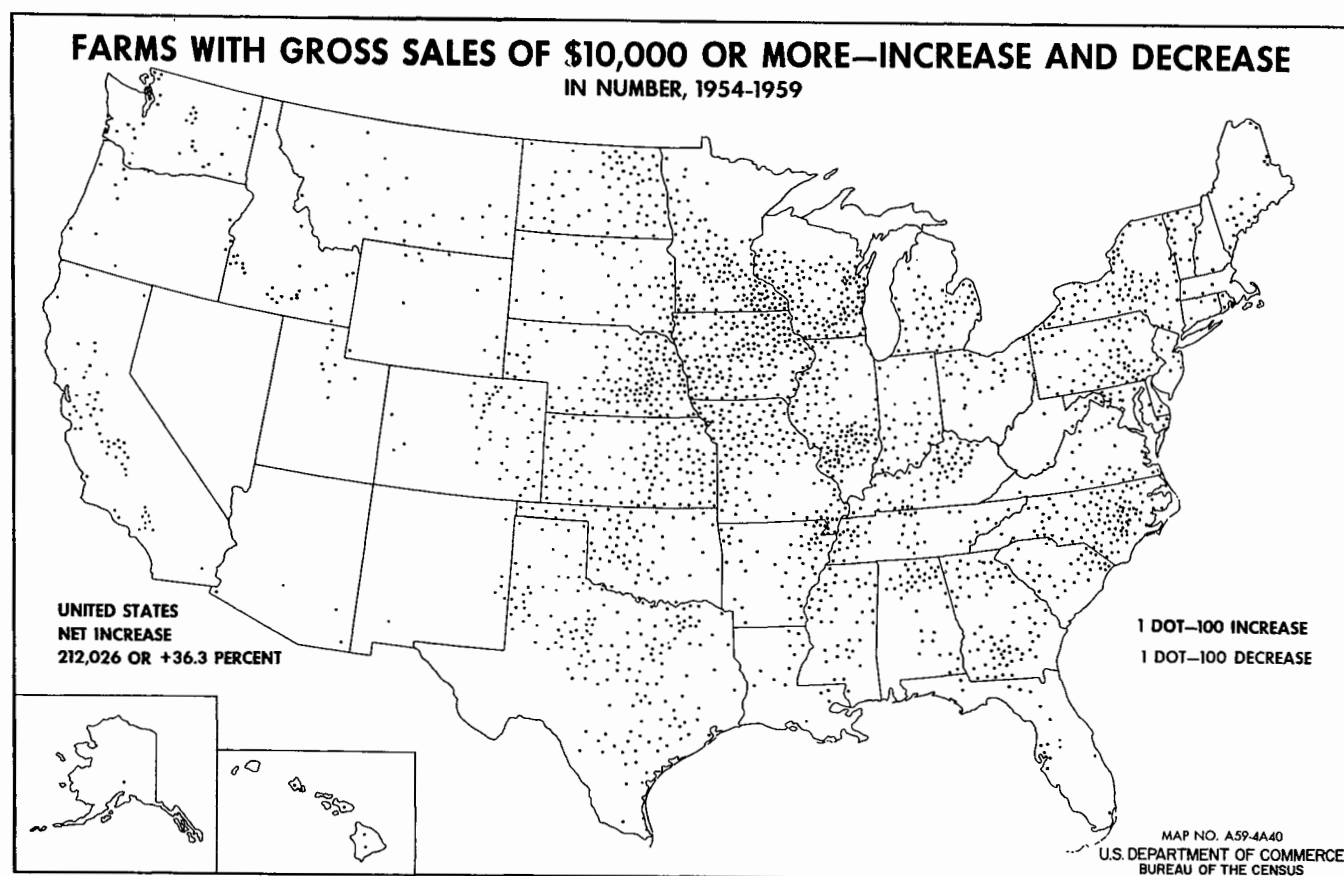 FARMS WITH GROSS SALES OF $10,000 OR MORE—INCREASE AND DECREASE
IN NUMBER, 1954-1959
UNITED STATES
NET INCREASE
212,026 OR +36.3 PERCENT
1 DOT—100 INCREASE
1 DOT—100 DECREASE
MAP NO. A59-4A40
U.S. DEPARTMENT OF COMMERCE
BUREAU OF THE CENSUS